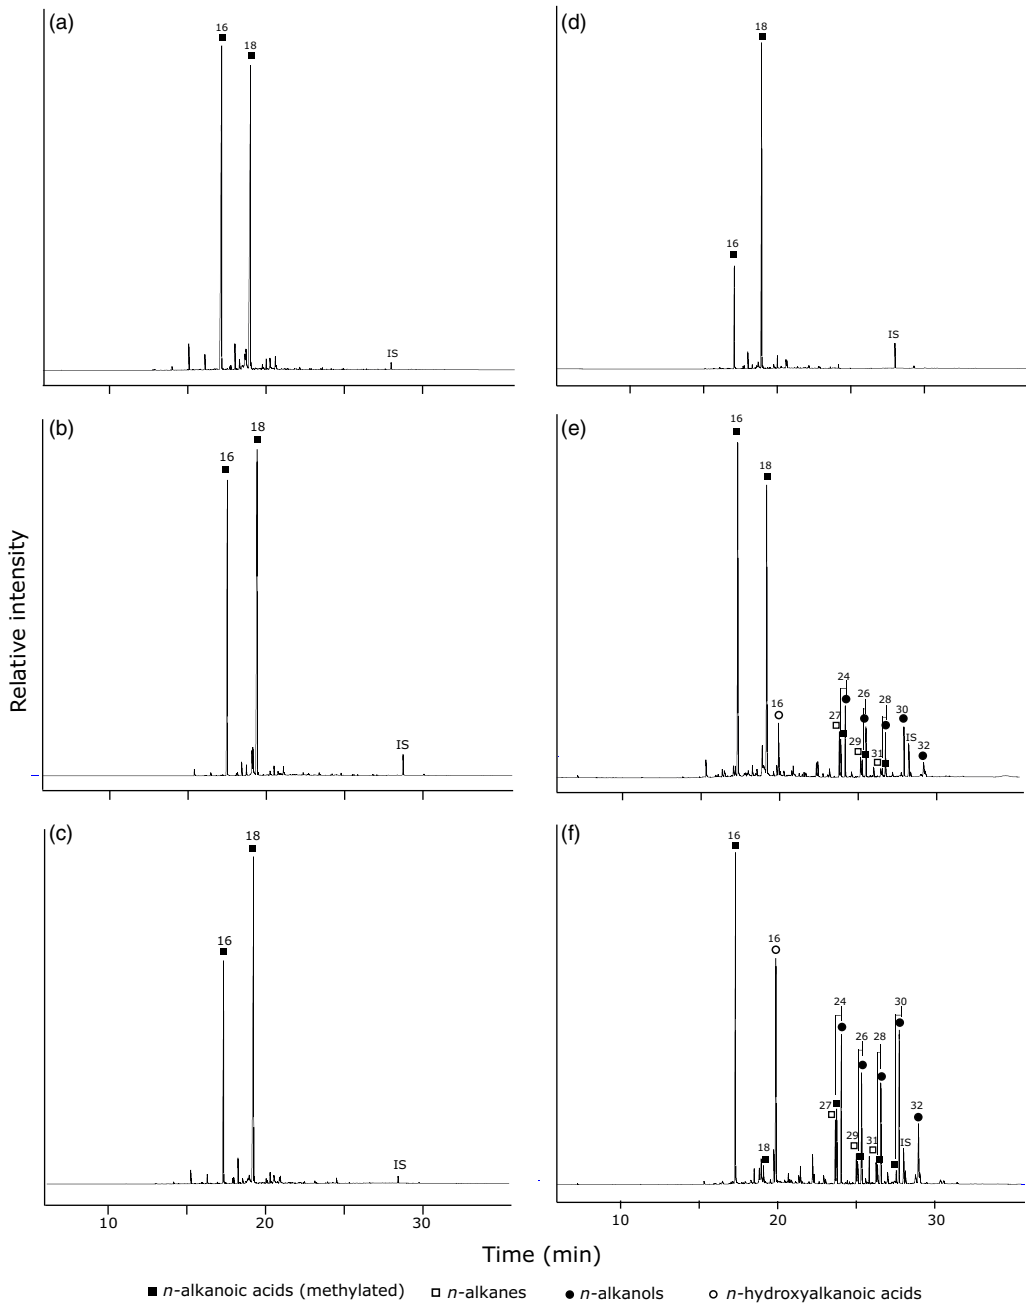 (a)
16
18
IS
(d)
18
16
IS
(b)
18
16
IS
(e)
16
18
16
24
26
28
27
30
29
IS
31
32
(c)
18
16
IS
(f)
16
16
24
30
26
28
27
32
29
31
IS
18
Relative intensity
10 20 30
10 20 30
Time (min)
■ n-alkanoic acids (methylated) □ n-alkanes ● n-alkanols ○ n-hydroxyalkanoic acids